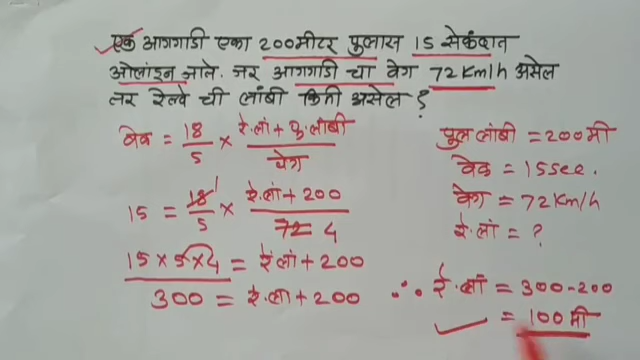 एक आगगाडी एका 200 मीटर पुलास 15 सेकंदात
ओलांडून जाते. जर आगगाडी चा वेग 72 Km/h असेल
तर रेल्वे ची लांबी किती असेल ?
वेळ = 18/5 × रे.लां + पु.लांबी / वेग
15 = 18/5 × रे.लां + 200 / 72 4
15 × 5 × 4 = रे.लां + 200
300 = रे.लां + 200
पुल लांबी = 200 मी
वेळ = 15 sec.
वेग = 72 Km/h
रे.लां = ?
∴ रे.लां = 300 - 200
= 100 मी